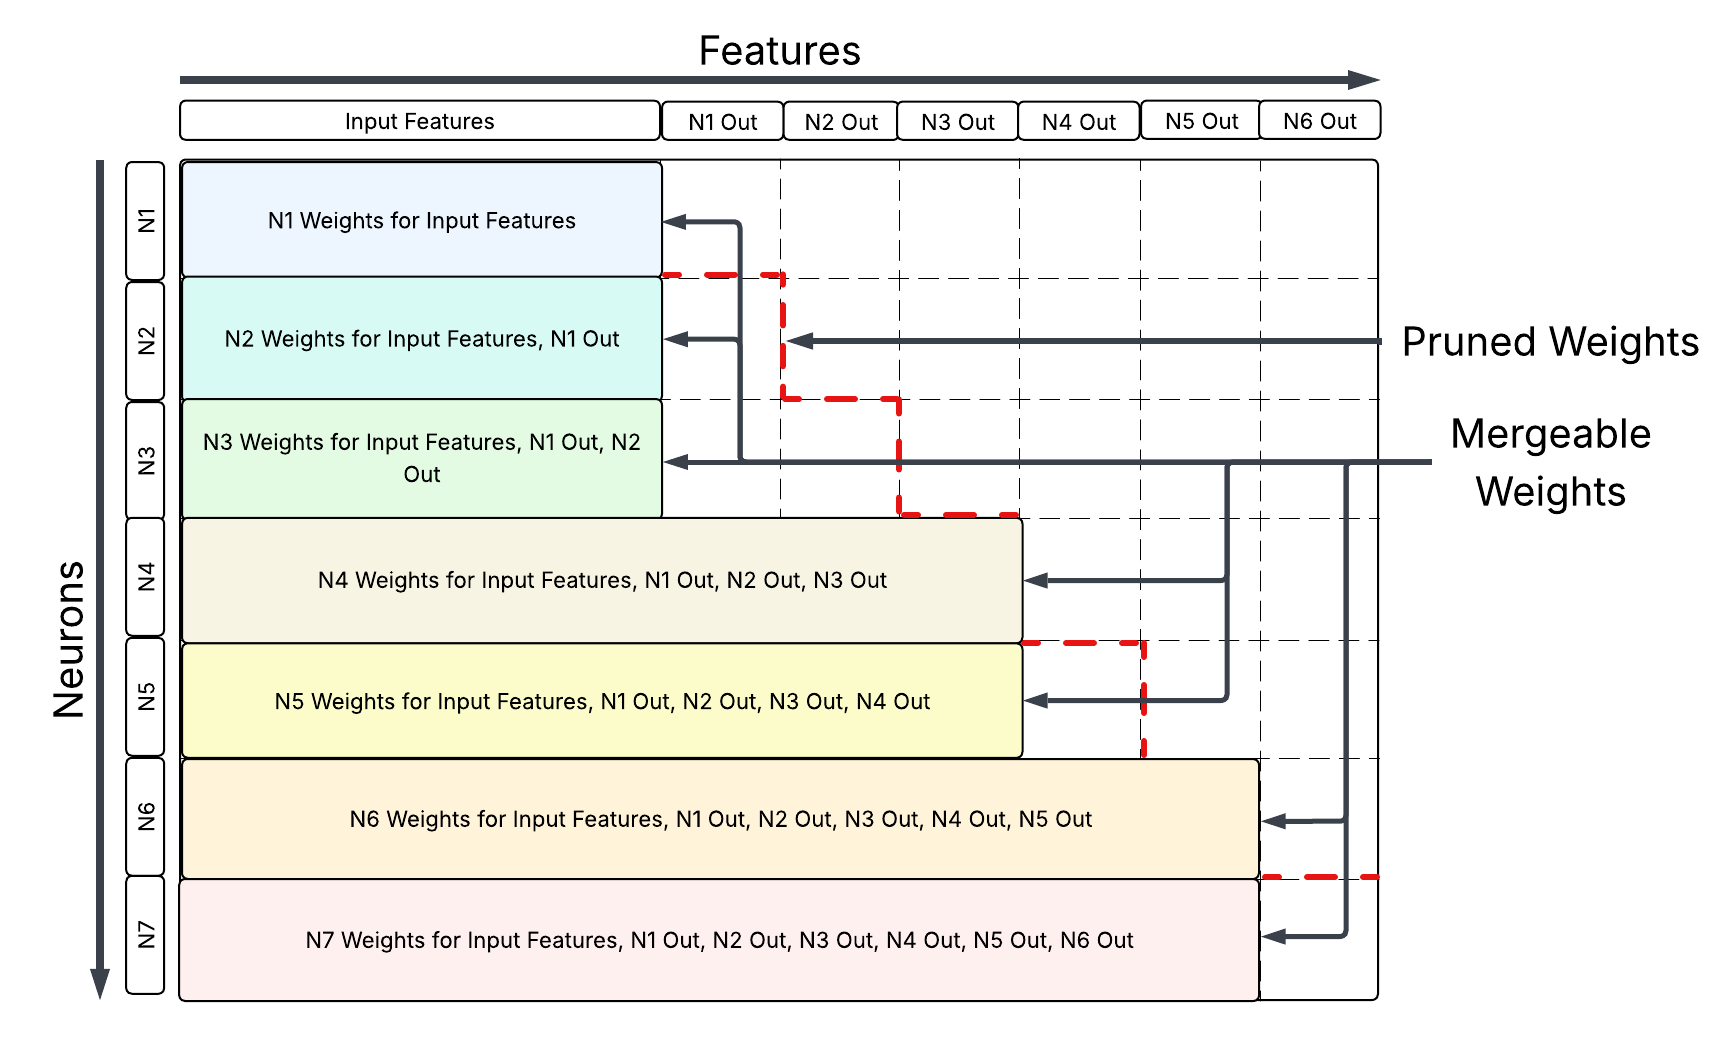 Features
Input Features
N1 Out
N2 Out
N3 Out
N4 Out
N5 Out
N6 Out
Neurons
N1
N1 Weights for Input Features
N2
N2 Weights for Input Features, N1 Out
Pruned Weights
N3
N3 Weights for Input Features, N1 Out, N2
Out
Mergeable
Weights
N4
N4 Weights for Input Features, N1 Out, N2 Out, N3 Out
N5
N5 Weights for Input Features, N1 Out, N2 Out, N3 Out, N4 Out
N6
N6 Weights for Input Features, N1 Out, N2 Out, N3 Out, N4 Out, N5 Out
N7
N7 Weights for Input Features, N1 Out, N2 Out, N3 Out, N4 Out, N5 Out, N6 Out